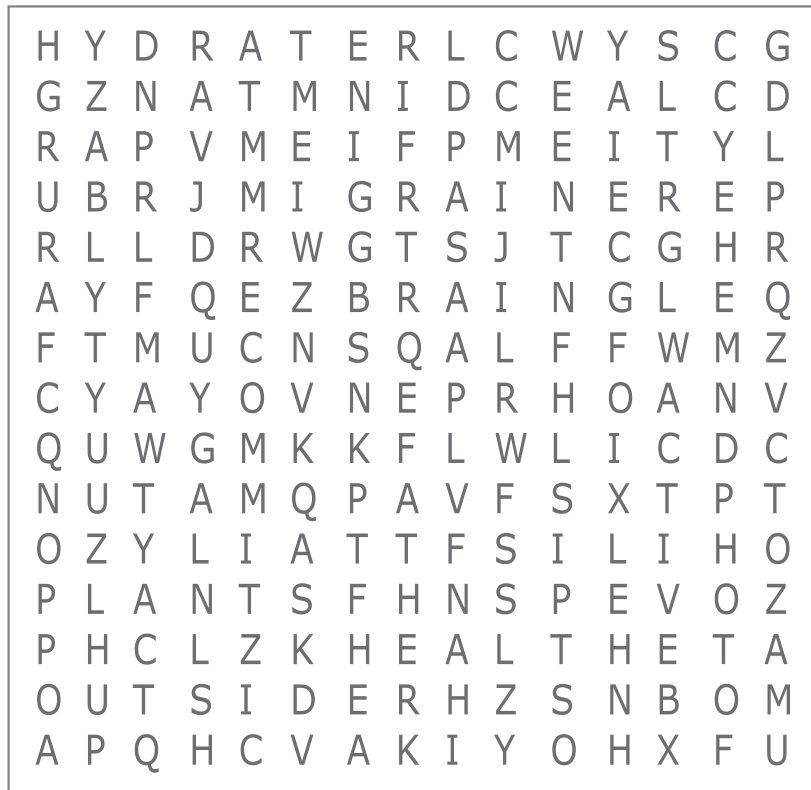 H Y D R A T E R L C W Y S C G
G Z N A T M N I D C E A L C D
R A P V M E I F P M E I T Y L
U B R J M I G R A I N E R E P
R L L D R W G T S J T C G H R
A Y F Q E Z B R A I N G L E Q
F T M U C N S Q A L F F W M Z
C Y A Y O V N E P R H O A N V
Q U W G M K K F L W L I C D C
N U T A M Q P A V F S X T P T
O Z Y L I A T T F S I L I H O
P L A N T S F H N S P E V O Z
P H C L Z K H E A L T H E T A
O U T S I D E R H Z S N B O M
A P Q H C V A K I Y O H X F U